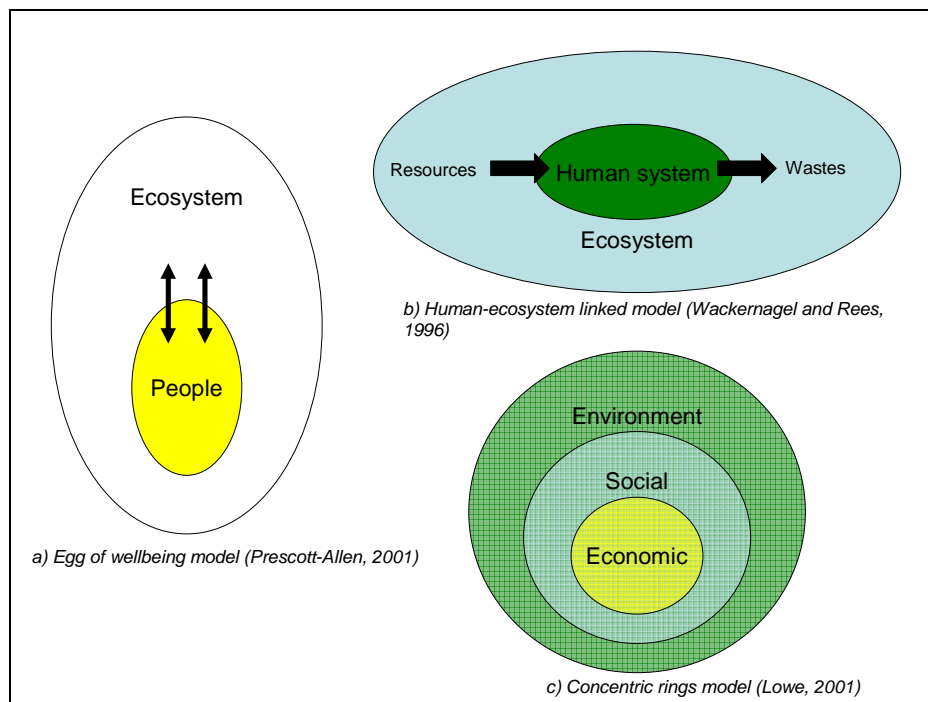 Ecosystem
People
a) Egg of wellbeing model (Prescott-Allen, 2001)
Resources
Human system
Wastes
Ecosystem
b) Human-ecosystem linked model (Wackernagel and Rees,
1996)
Environment
Social
Economic
c) Concentric rings model (Lowe, 2001)